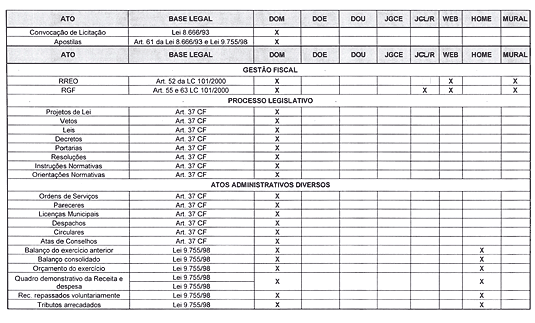 ATO BASE LEGAL DOM DOE DOU JGCE JCL/R WEB HOME MURAL
Convocação de Licitação Lei 8.666/93 X
Apostilas Art. 61 da Lei 8.666/93 e Lei 9.755/98 X
ATO BASE LEGAL DOM DOE DOU JGCE JCL/R WEB HOME MURAL
GESTÃO FISCAL
RREO Art. 52 da LC 101/2000 X X X
RGF Art. 55 e 63 LC 101/2000 X X X X
PROCESSO LEGISLATIVO
Projetos de Lei Art. 37 CF X
Vetos Art. 37 CF X
Leis Art. 37 CF X
Decretos Art. 37 CF X
Portarias Art. 37 CF X
Resoluções Art. 37 CF X
Instruções Normativas Art. 37 CF X
Orientações Normativas Art. 37 CF X
ATOS ADMINISTRATIVOS DIVERSOS
Ordens de Serviços Art. 37 CF X
Pareceres Art. 37 CF X
Licenças Municipais Art. 37 CF X
Despachos Art. 37 CF X
Circulares Art. 37 CF X
Atas de Conselhos Art. 37 CF X
Balanço do exercício anterior Lei 9.755/98 X X
Balanço consolidado Lei 9.755/98 X X
Orçamento do exercício Lei 9.755/98 X X
Quadro demonstrativo da Receita e Lei 9.755/98 X X
despesa Lei 9.755/98
Rec. repassados voluntariamente Lei 9.755/98 X X
Tributos arrecadados Lei 9.755/98 X X